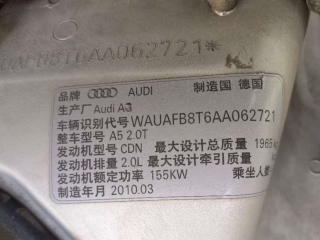 WAUAFB8T6AA062721*
品牌 AUDI 制造国 德国
生产厂 Audi AG
车辆识别代号 WAUAFB8T6AA062721
整车型号 A5 2.0T
发动机型号 CDN 最大设计总质量 1965
发动机排量 2.0L 最大设计牵引质量
发动机额定功率 155KW 乘坐人数
制造年月 2010.03